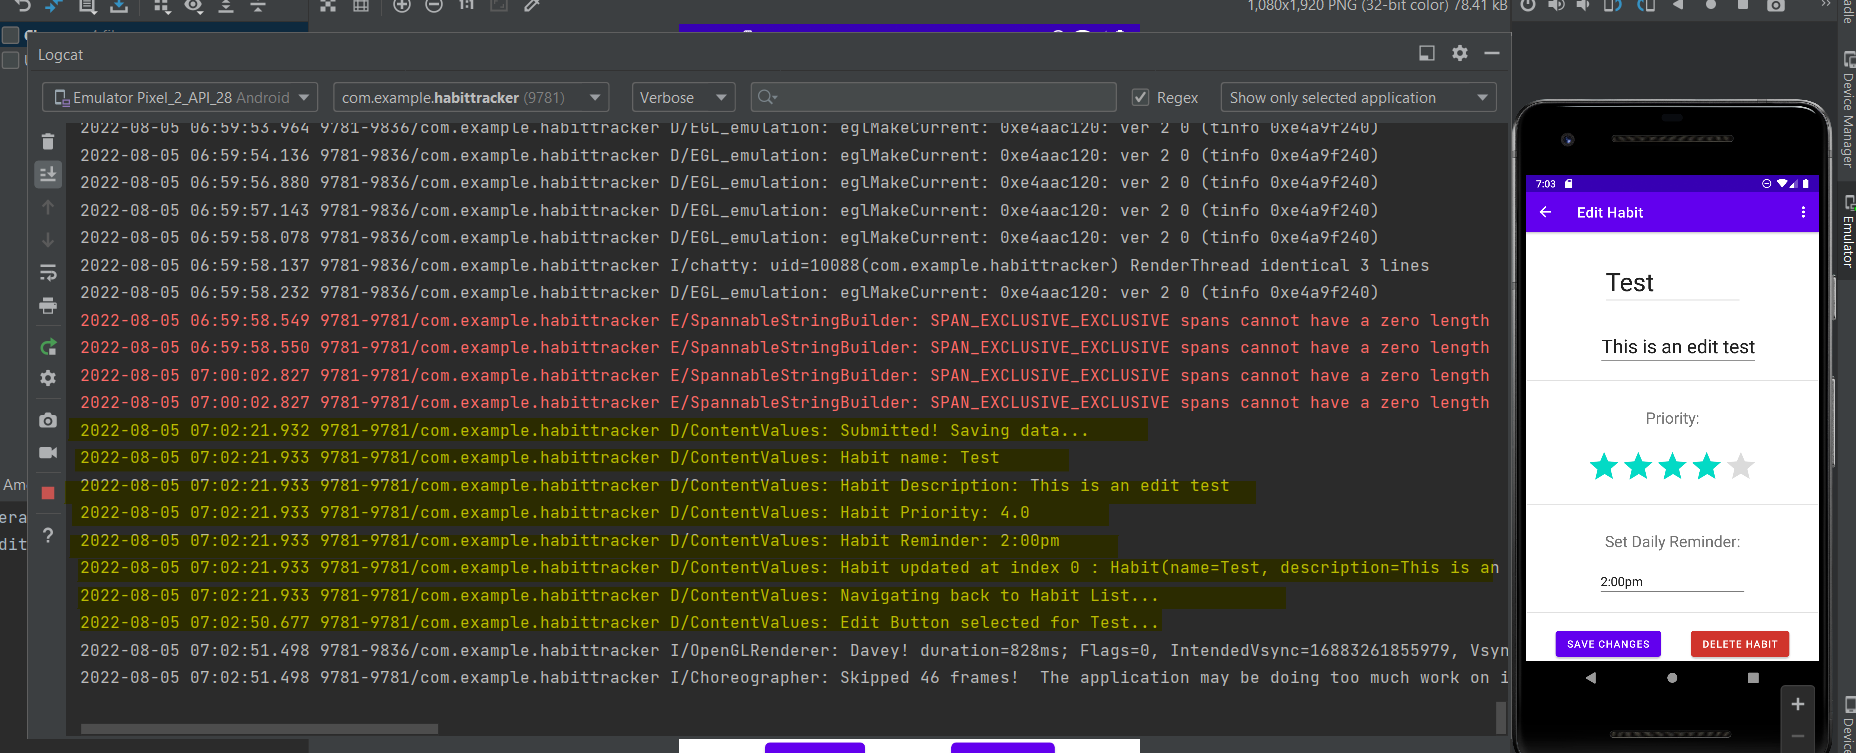 1:1
1,080x1,920 PNG (32-bit color) 78.41 kB
Logcat
Emulator Pixel_2_API_28 Android
com.example.habittracker (9781)
Verbose
Regex
Show only selected application
2022-08-05 06:59:53.964 9781-9836/com.example.habittracker D/EGL_emulation: eglMakeCurrent: 0xe4aac120: ver 2 0 (tinfo 0xe4a9f240)
2022-08-05 06:59:54.136 9781-9836/com.example.habittracker D/EGL_emulation: eglMakeCurrent: 0xe4aac120: ver 2 0 (tinfo 0xe4a9f240)
2022-08-05 06:59:56.880 9781-9836/com.example.habittracker D/EGL_emulation: eglMakeCurrent: 0xe4aac120: ver 2 0 (tinfo 0xe4a9f240)
2022-08-05 06:59:57.143 9781-9836/com.example.habittracker D/EGL_emulation: eglMakeCurrent: 0xe4aac120: ver 2 0 (tinfo 0xe4a9f240)
2022-08-05 06:59:58.078 9781-9836/com.example.habittracker D/EGL_emulation: eglMakeCurrent: 0xe4aac120: ver 2 0 (tinfo 0xe4a9f240)
2022-08-05 06:59:58.137 9781-9836/com.example.habittracker I/chatty: uid=10088(com.example.habittracker) RenderThread identical 3 lines
2022-08-05 06:59:58.232 9781-9836/com.example.habittracker D/EGL_emulation: eglMakeCurrent: 0xe4aac120: ver 2 0 (tinfo 0xe4a9f240)
2022-08-05 06:59:58.549 9781-9781/com.example.habittracker E/SpannableStringBuilder: SPAN_EXCLUSIVE_EXCLUSIVE spans cannot have a zero length
2022-08-05 06:59:58.550 9781-9781/com.example.habittracker E/SpannableStringBuilder: SPAN_EXCLUSIVE_EXCLUSIVE spans cannot have a zero length
2022-08-05 07:00:02.827 9781-9781/com.example.habittracker E/SpannableStringBuilder: SPAN_EXCLUSIVE_EXCLUSIVE spans cannot have a zero length
2022-08-05 07:00:02.827 9781-9781/com.example.habittracker E/SpannableStringBuilder: SPAN_EXCLUSIVE_EXCLUSIVE spans cannot have a zero length
2022-08-05 07:02:21.932 9781-9781/com.example.habittracker D/ContentValues: Submitted! Saving data...
2022-08-05 07:02:21.933 9781-9781/com.example.habittracker D/ContentValues: Habit name: Test
2022-08-05 07:02:21.933 9781-9781/com.example.habittracker D/ContentValues: Habit Description: This is an edit test
2022-08-05 07:02:21.933 9781-9781/com.example.habittracker D/ContentValues: Habit Priority: 4.0
2022-08-05 07:02:21.933 9781-9781/com.example.habittracker D/ContentValues: Habit Reminder: 2:00pm
2022-08-05 07:02:21.933 9781-9781/com.example.habittracker D/ContentValues: Habit updated at index 0 : Habit(name=Test, description=This is an
2022-08-05 07:02:21.933 9781-9781/com.example.habittracker D/ContentValues: Navigating back to Habit List...
2022-08-05 07:02:50.677 9781-9781/com.example.habittracker D/ContentValues: Edit Button selected for Test...
2022-08-05 07:02:51.498 9781-9836/com.example.habittracker I/OpenGLRenderer: Davey! duration=828ms; Flags=0, IntendedVsync=16883261855979, Vsyn
2022-08-05 07:02:51.498 9781-9781/com.example.habittracker I/Choreographer: Skipped 46 frames!  The application may be doing too much work on i
Am
era
dit
7:03
Edit Habit
Test
This is an edit test
Priority:
Set Daily Reminder:
2:00pm
SAVE CHANGES
DELETE HABIT
adle
Device Manager
Emulator
Device